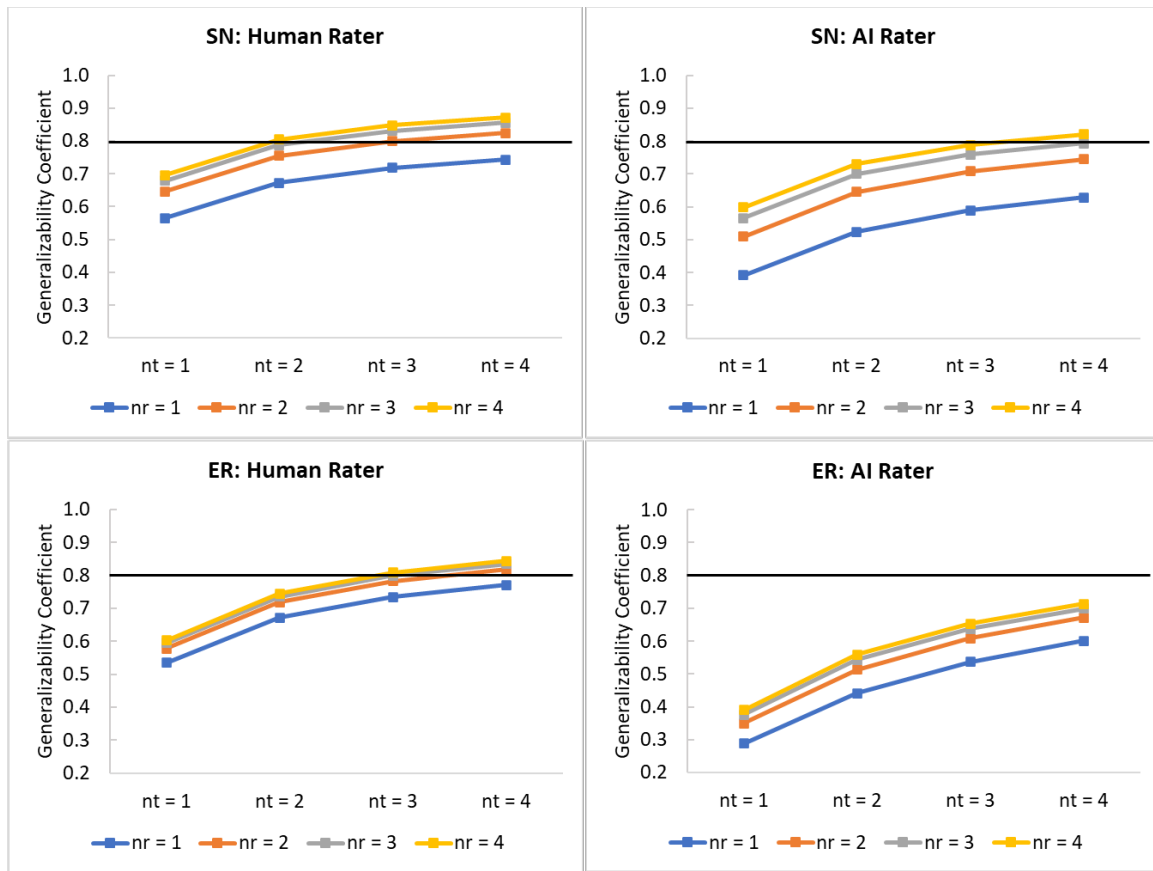 SN: Human Rater
Generalizability Coefficient
1.0
0.9
0.8
0.7
0.6
0.5
0.4
0.3
0.2
nt = 1 nt = 2 nt = 3 nt = 4
nr = 1 nr = 2 nr = 3 nr = 4
SN: AI Rater
Generalizability Coefficient
1.0
0.9
0.8
0.7
0.6
0.5
0.4
0.3
0.2
nt = 1 nt = 2 nt = 3 nt = 4
nr = 1 nr = 2 nr = 3 nr = 4
ER: Human Rater
Generalizability Coefficient
1.0
0.9
0.8
0.7
0.6
0.5
0.4
0.3
0.2
nt = 1 nt = 2 nt = 3 nt = 4
nr = 1 nr = 2 nr = 3 nr = 4
ER: AI Rater
Generalizability Coefficient
1.0
0.9
0.8
0.7
0.6
0.5
0.4
0.3
0.2
nt = 1 nt = 2 nt = 3 nt = 4
nr = 1 nr = 2 nr = 3 nr = 4